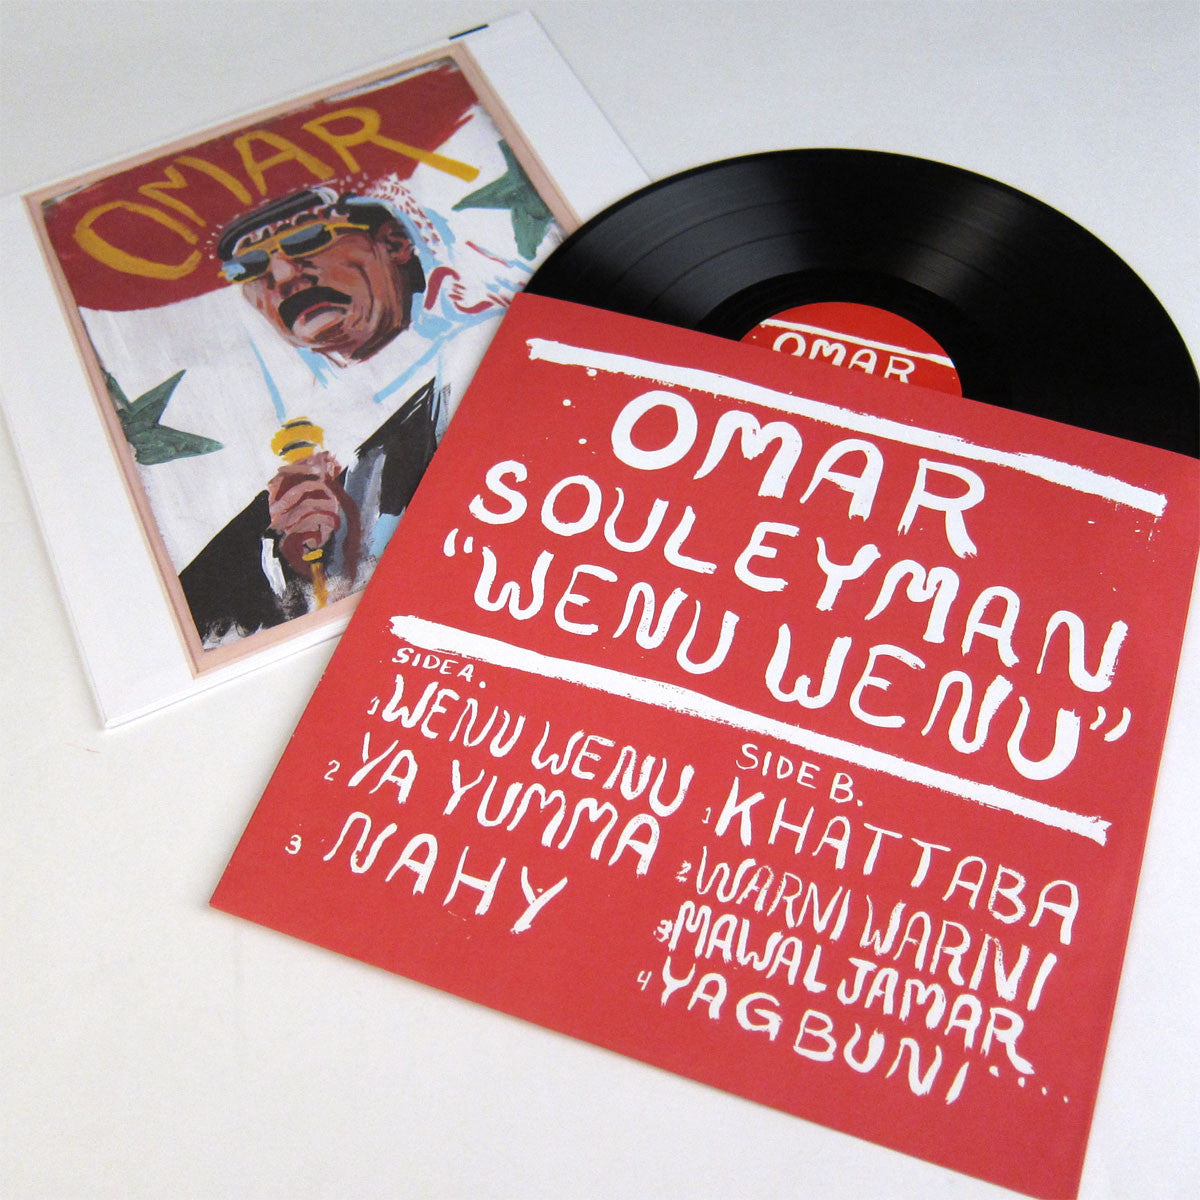 OMAR
OMAR
OMAR
SOULEYMAN
“WENU WENU”
SIDE A.
1 WENU WENU
2 YA YUMMA
3 NAHY
SIDE B.
1 KHATTABA
2 WARNI WARNI
3 MAWAL JAMAR
4 YAGBUNI....